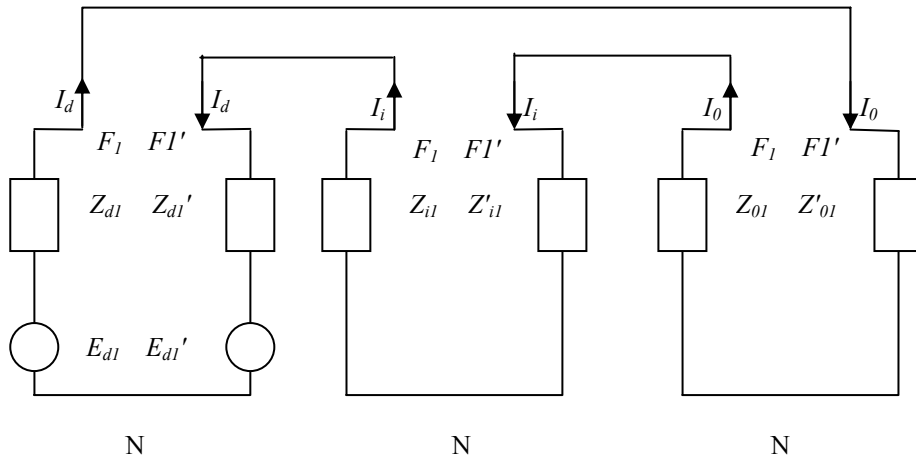 I_d I_d I_i I_i I_0 I_0
F_1 F1′ F_1 F1′ F_1 F1′
Z_d1 Z_d1′ Z_i1 Z′_i1 Z_01 Z′_01
E_d1 E_d1′
N N N